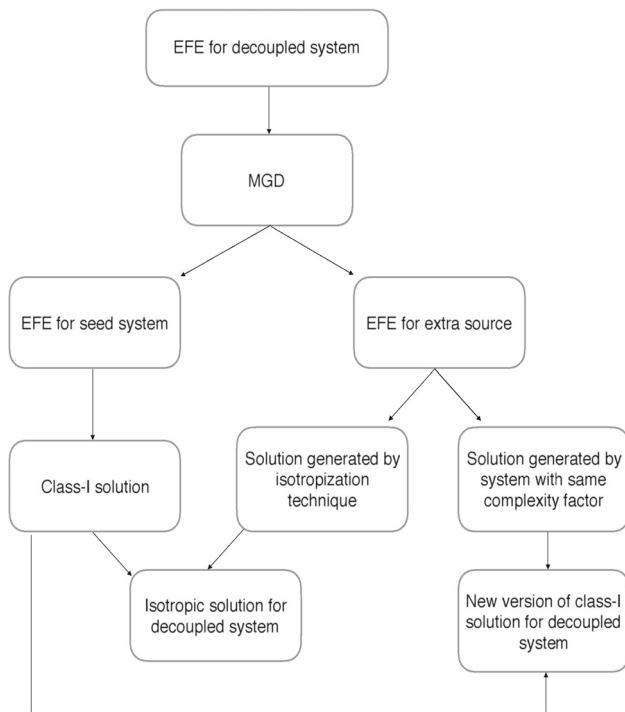 EFE for decoupled system
MGD
EFE for seed system
EFE for extra source
Class-I solution
Solution generated by
isotropization
technique
Solution generated by
system with same
complexity factor
Isotropic solution for
decoupled system
New version of class-I
solution for decoupled
system